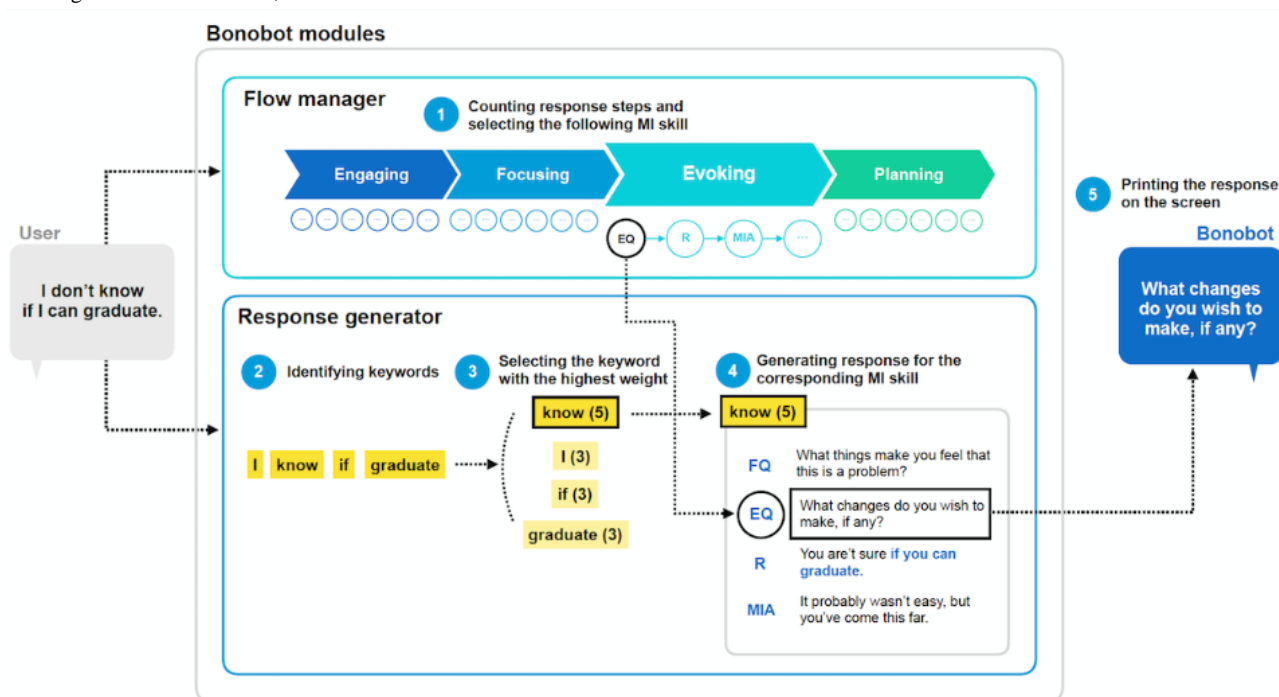 Bonobot modules
Flow manager
1
Counting response steps and
selecting the following MI skill
Engaging
Focusing
Evoking
Planning
EQ
R
MIA
...
User
I don't know
if I can graduate.
Response generator
2
Identifying keywords
3
Selecting the keyword
with the highest weight
4
Generating response for the
corresponding MI skill
I
know
if
graduate
know (5)
I (3)
if (3)
graduate (3)
know (5)
FQ
What things make you feel that
this is a problem?
EQ
What changes do you wish to
make, if any?
R
You are't sure if you can
graduate.
MIA
It probably wasn't easy, but
you've come this far.
5
Printing the response
on the screen
Bonobot
What changes
do you wish to
make, if any?